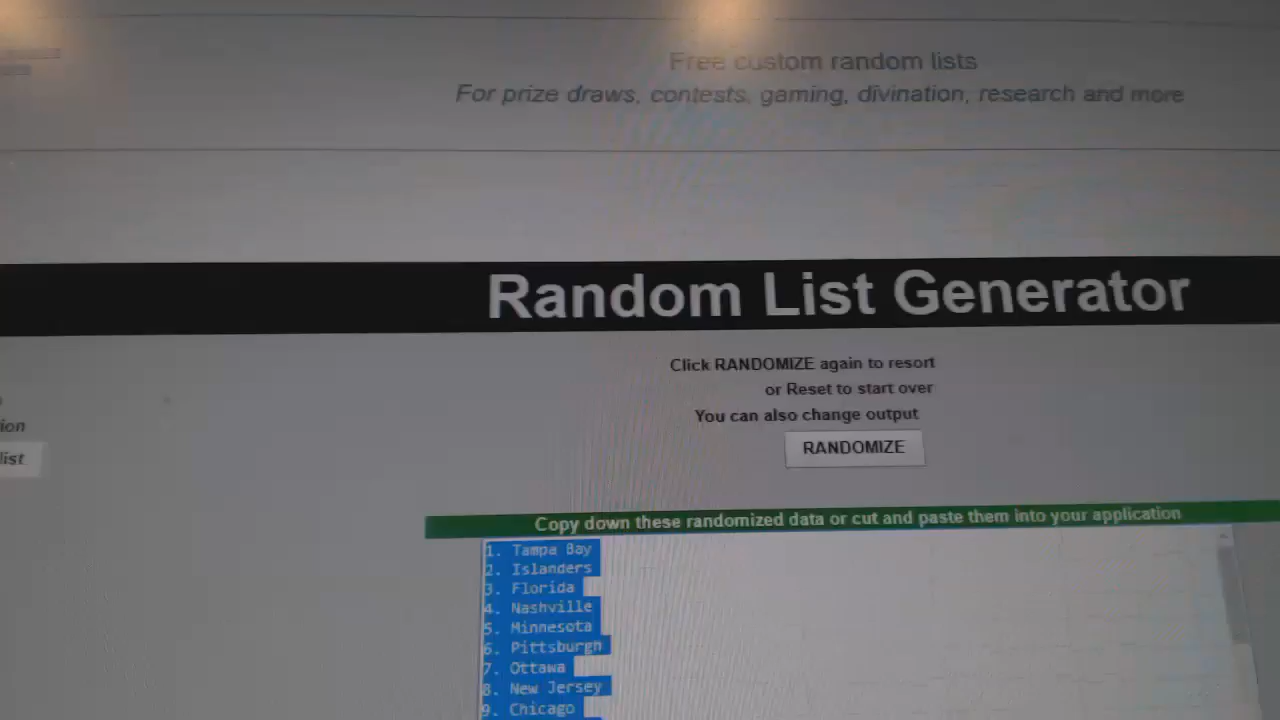 Free custom random lists
For prize draws, contests, gaming, divination, research and more
Random List Generator
Click RANDOMIZE again to resort
or Reset to start over
You can also change output
ion
list
RANDOMIZE
Copy down these randomized data or cut and paste them into your application
1. Tampa Bay
2. Islanders
3. Florida
4. Nashville
5. Minnesota
6. Pittsburgh
7. Ottawa
8. New Jersey
9. Chicago